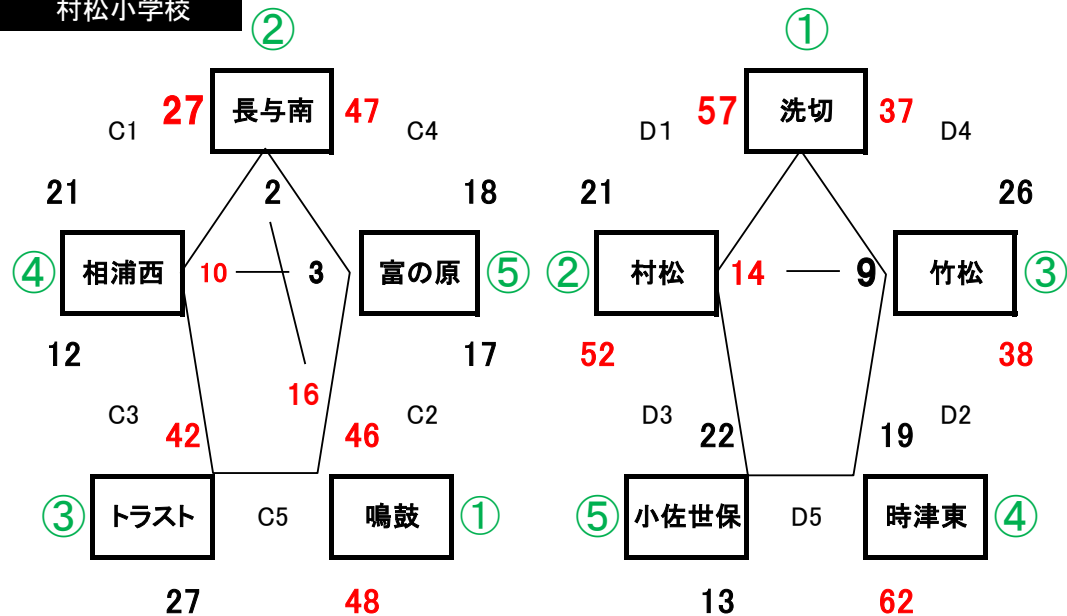 村松小学校
② ①
27 長与南 47 57 洗切 37
C1 C4 D1 D4
21 2 18 21 26
④ 相浦西 10 3 富の原 ⑤ ② 村松 14 9 竹松 ③
12 17 52 38
16
C3 C2 D3 D2
42 46 22 19
③ トラスト C5 鳴鼓 ① ⑤ 小佐世保 D5 時津東 ④
27 48 13 62